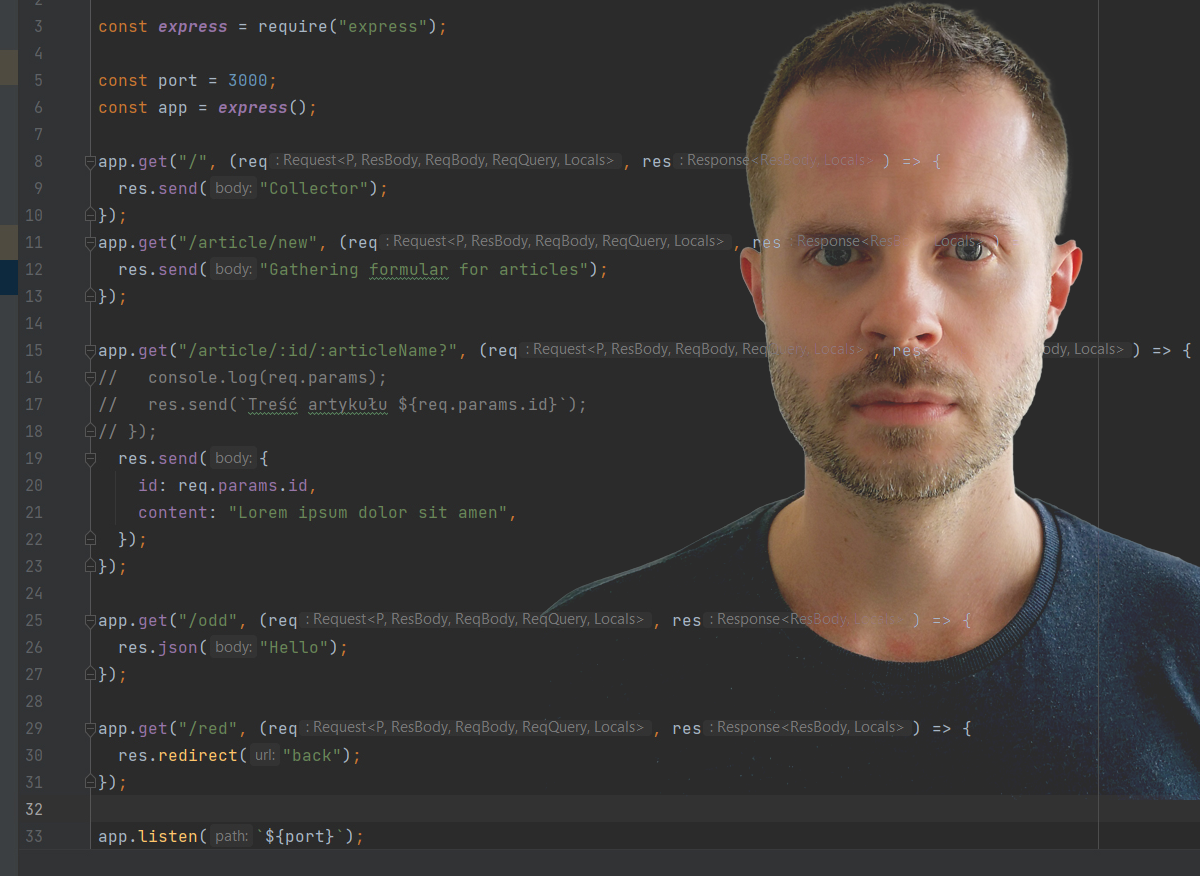 2
3 const express = require("express");
4
5 const port = 3000;
6 const app = express();
7
8 app.get("/", (req : Request<P, ResBody, ReqBody, ReqQuery, Locals> , res : Response<ResBody, Locals> ) => {
9 res.send( body: "Collector");
10 });
11 app.get("/article/new", (req : Request<P, ResBody, ReqBody, ReqQuery, Locals> , res : Response<Res Locals
12 res.send( body: "Gathering formular for articles");
13 });
14
15 app.get("/article/:id/:articleName?", (req : Request<P, ResBody, ReqBody, ReqQuery, Locals> , res ody, Locals> ) => {
16 // console.log(req.params);
17 // res.send(`Treść artykułu ${req.params.id}`);
18 // });
19 res.send( body: {
20 id: req.params.id,
21 content: "Lorem ipsum dolor sit amen",
22 });
23 });
24
25 app.get("/odd", (req : Request<P, ResBody, ReqBody, ReqQuery, Locals> , res : Response<ResBody, Locals> ) => {
26 res.json( body: "Hello");
27 });
28
29 app.get("/red", (req : Request<P, ResBody, ReqBody, ReqQuery, Locals> , res : Response<ResBody, Locals> ) => {
30 res.redirect( url: "back");
31 });
32
33 app.listen( path: `${port}`);